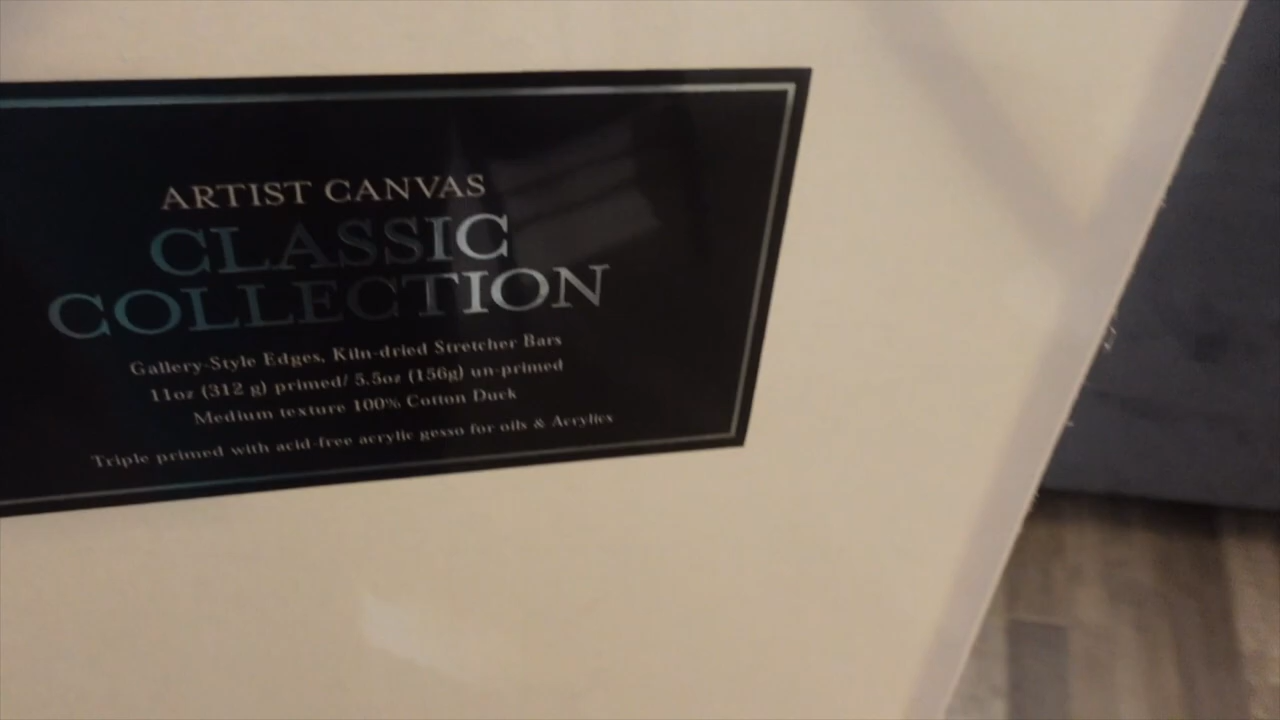 ARTIST CANVAS
CLASSIC
COLLECTION
Gallery-Style Edges, Kiln-dried Stretcher Bars
11oz (312 g) primed/ 5.5oz (156g) un-primed
Medium texture 100% Cotton Duck
Triple primed with acid-free acrylic gesso for oils & Acrylics